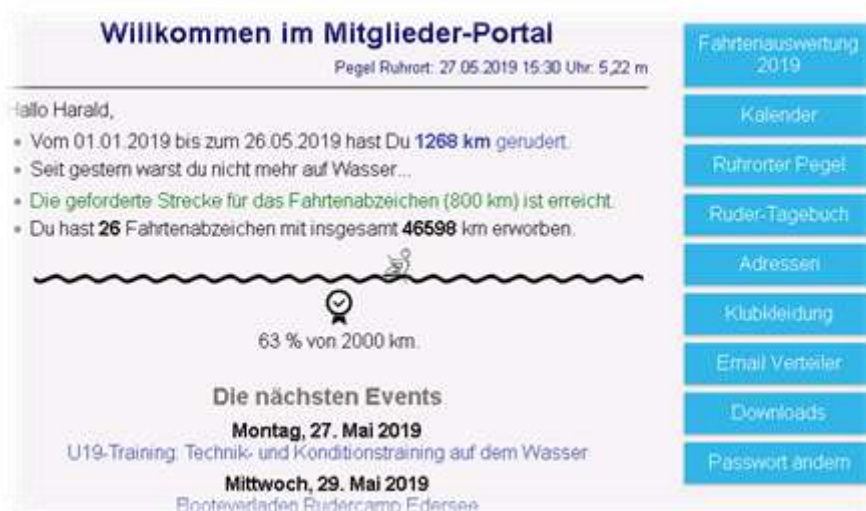 Willkommen im Mitglieder-Portal
Pegel Ruhrort: 27.05.2019 15:30 Uhr: 5,22 m
Hallo Harald,
Vom 01.01.2019 bis zum 26.05.2019 hast Du 1268 km gerudert.
Seit gestern warst du nicht mehr auf Wasser...
Die geforderte Strecke für das Fahrtenabzeichen (800 km) ist erreicht.
Du hast 26 Fahrtenabzeichen mit insgesamt 46598 km erworben.
63 % von 2000 km.
Die nächsten Events
Montag, 27. Mai 2019
U19-Training: Technik- und Konditionstraining auf dem Wasser
Mittwoch, 29. Mai 2019
Booteverladen Rudercamp Edersee
Fahrtenauswertung
2019
Kalender
Ruhrorter Pegel
Ruder-Tagebuch
Adressen
Klubkleidung
Email Verteiler
Downloads
Passwort ändern